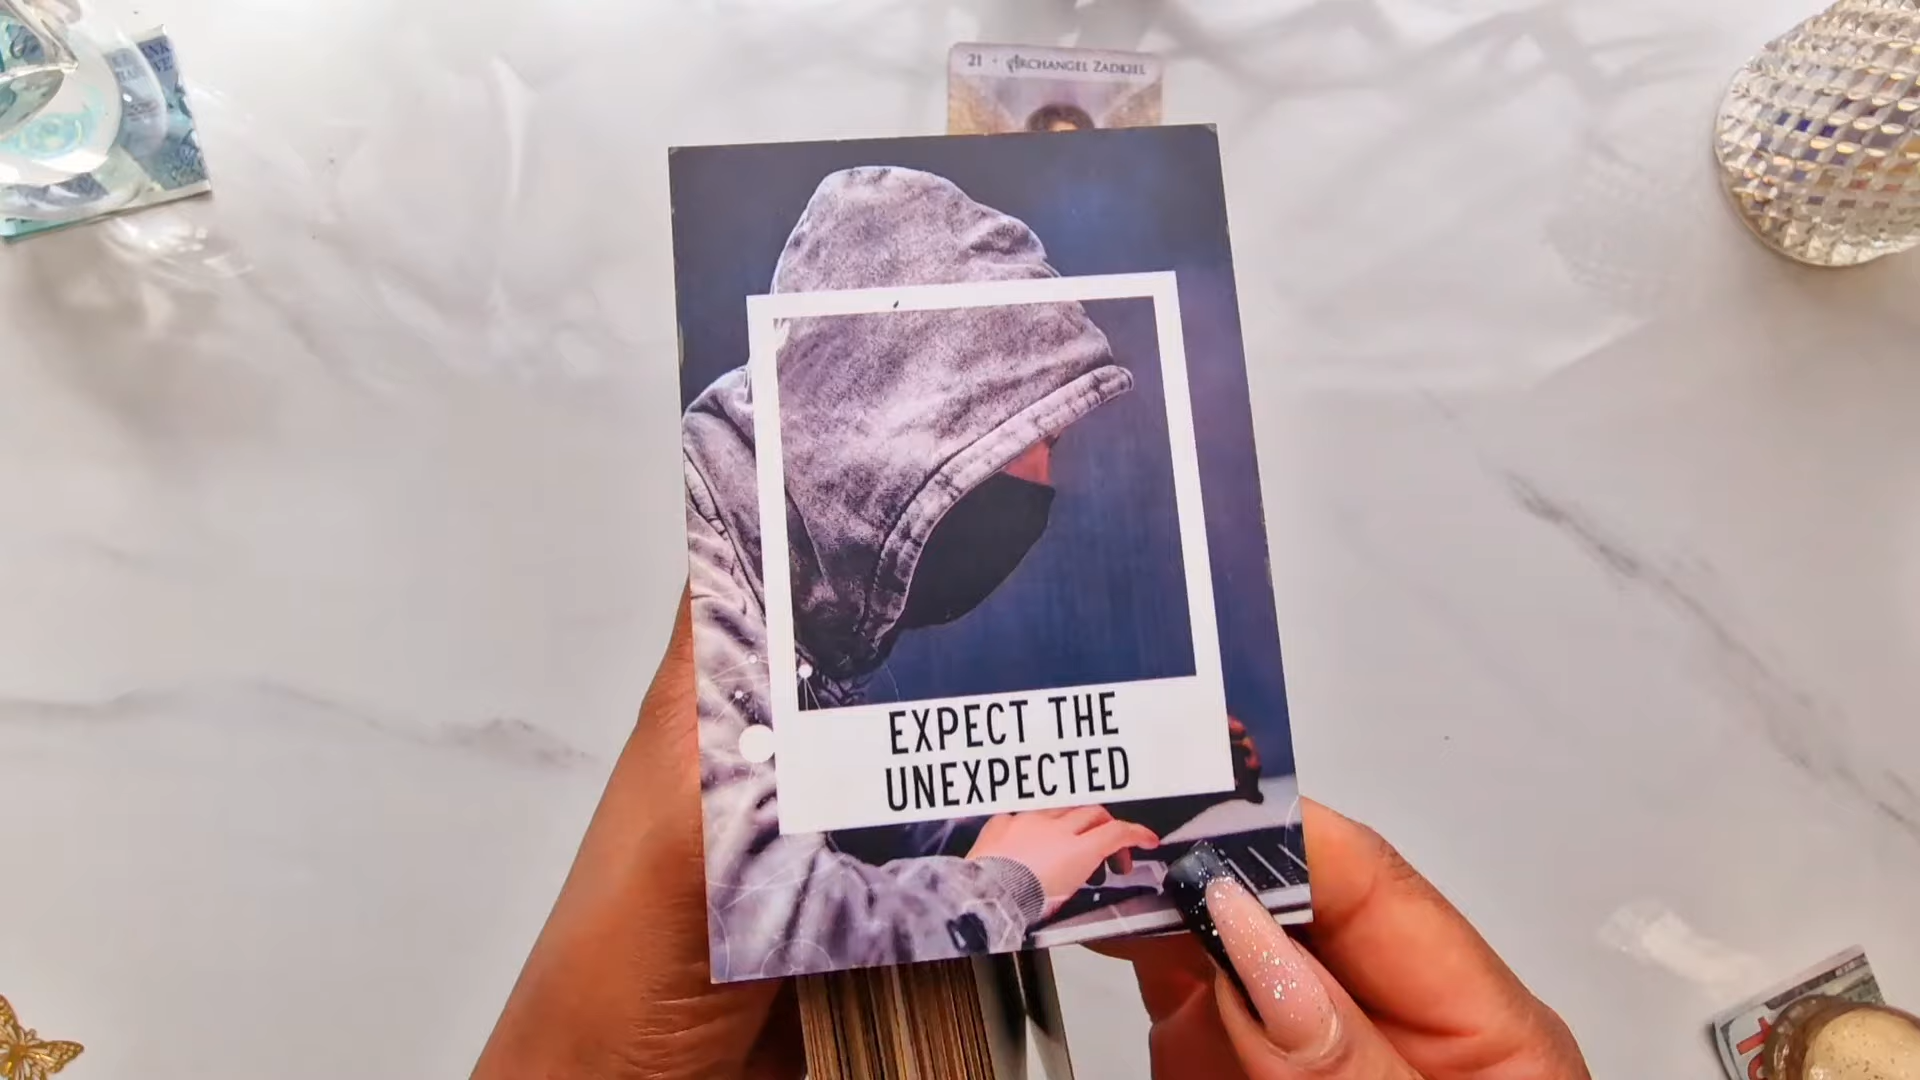 21 • ARCHANGEL ZADKIEL
EXPECT THE
UNEXPECTED